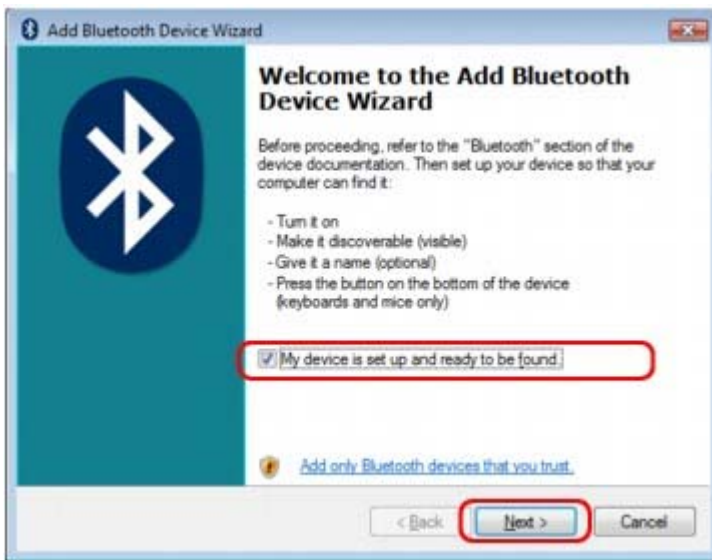 Add Bluetooth Device Wizard
Welcome to the Add Bluetooth
Device Wizard
Before proceeding, refer to the "Bluetooth" section of the
device documentation. Then set up your device so that your
computer can find it:
- Turn it on
- Make it discoverable (visible)
- Give it a name (optional)
- Press the button on the bottom of the device
(keyboards and mice only)
My device is set up and ready to be found.
Add only Bluetooth devices that you trust.
< Back Next > Cancel